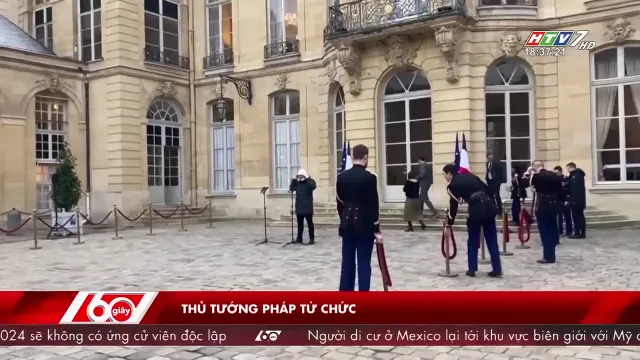 HTV7 HD
18:37:21
60 giây
THỦ TƯỚNG PHÁP TỪ CHỨC
024 sẽ không có ứng cử viên độc lập 60 giây Người di cư ở Mexico lại tới khu vực biên giới với Mỹ